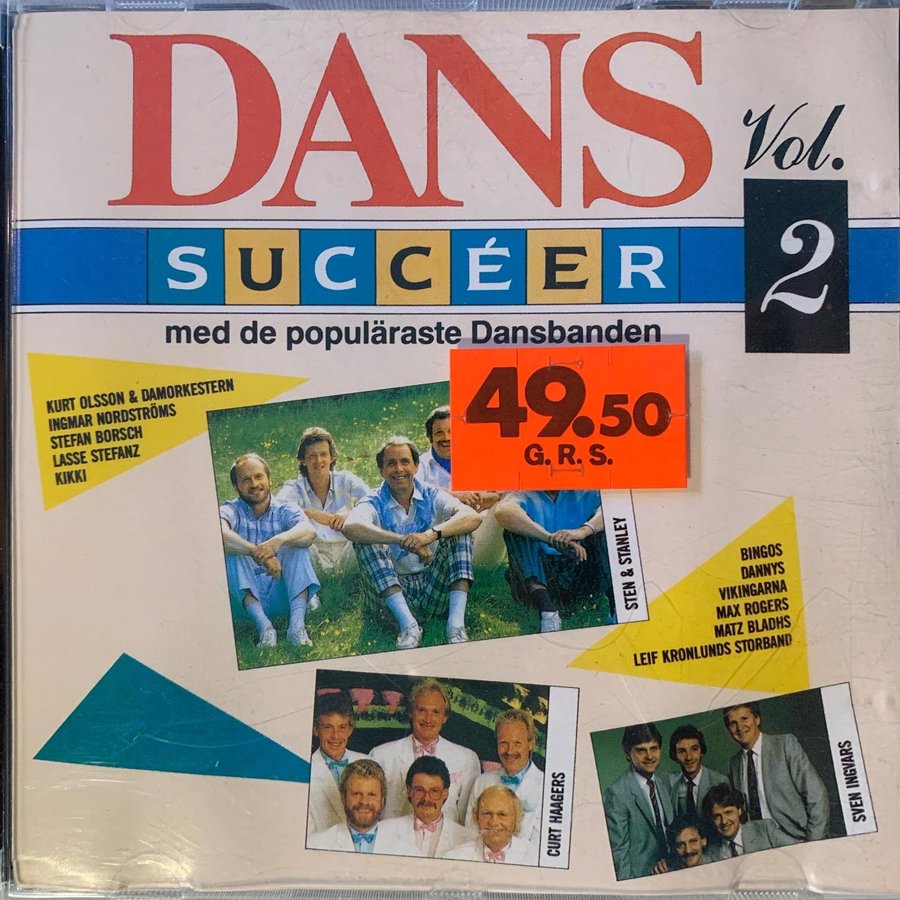 DANS
Vol.
2
SUCCÉER
med de populäraste Dansbanden
49.50
G. R. S.
KURT OLSSON & DAMORKESTERN
INGMAR NORDSTRÖMS
STEFAN BORSCH
LASSE STEFANZ
KIKKI
STEN & STANLEY
BINGOS
DANNYS
VIKINGARNA
MAX ROGERS
MATZ BLADHS
LEIF KRONLUNDS STORBAND
CURT HAAGERS
SVEN INGVARS